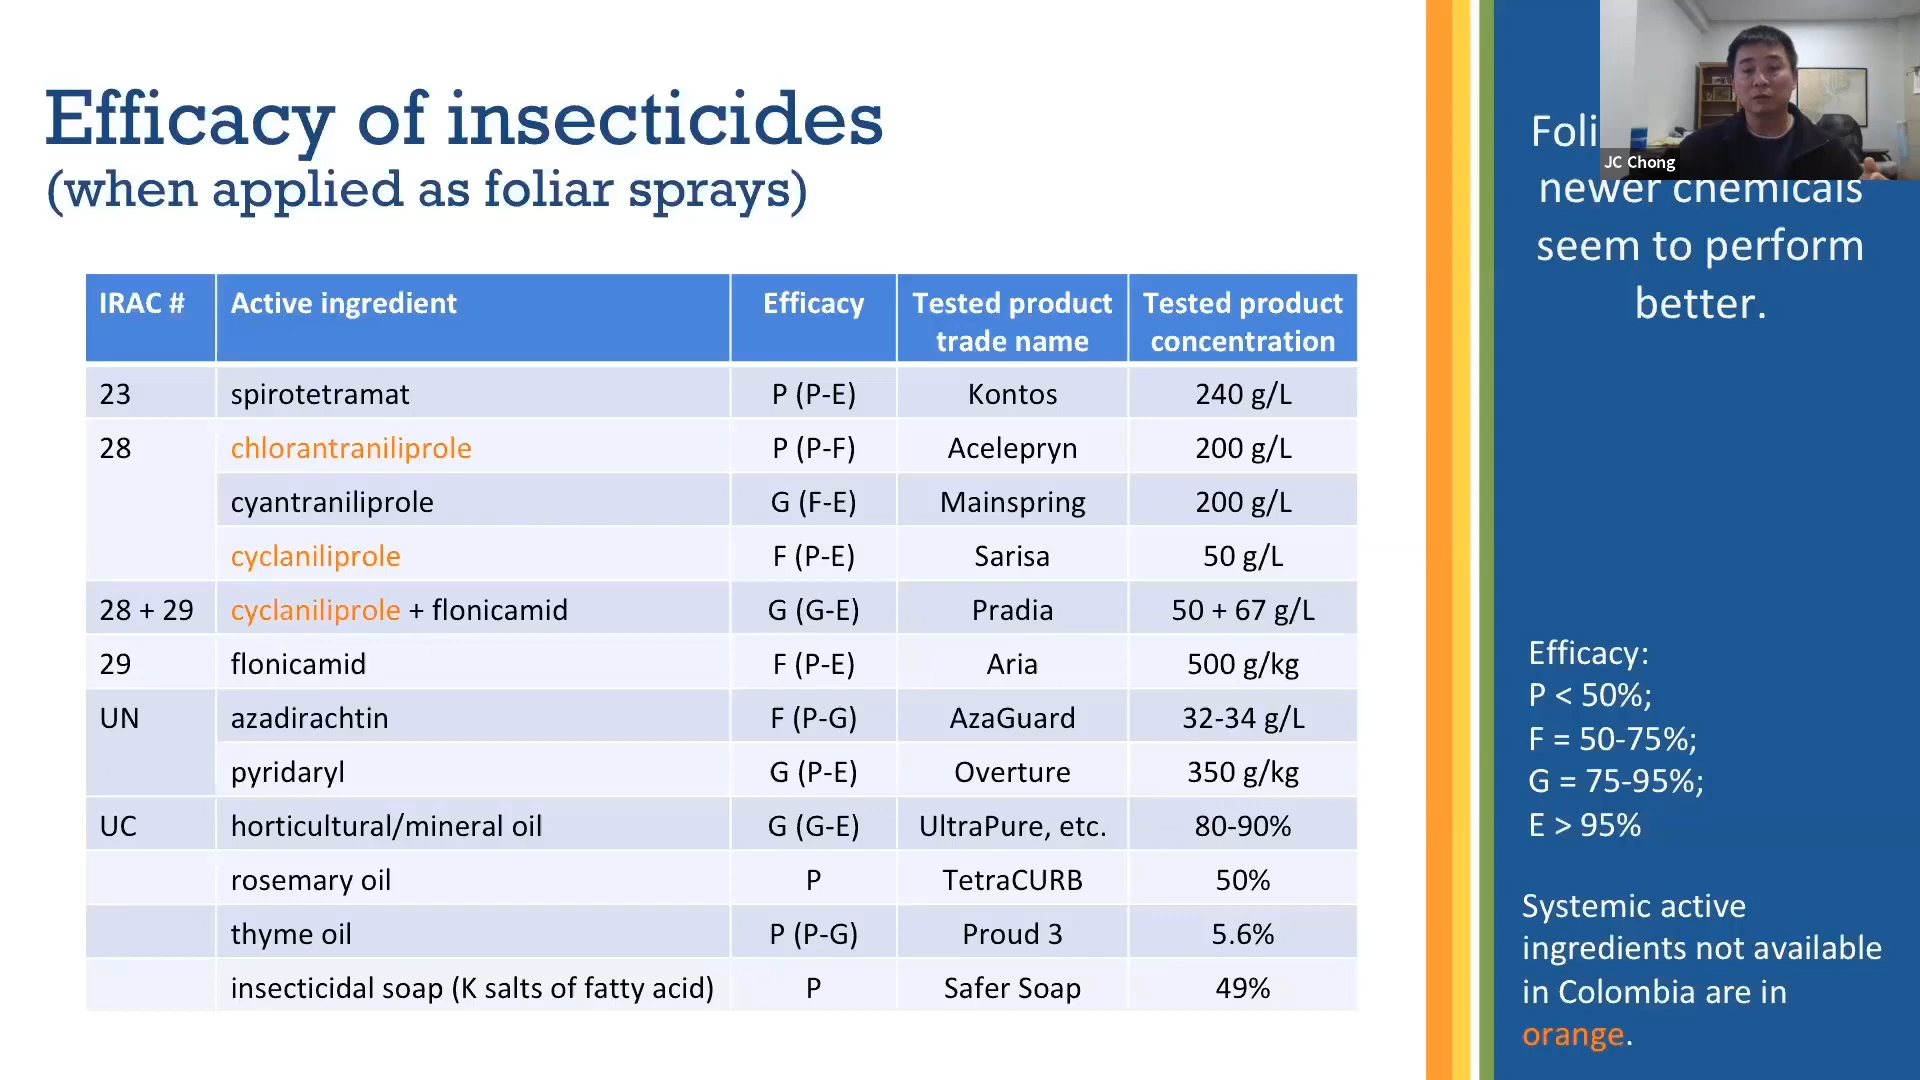 Efficacy of insecticides
(when applied as foliar sprays)
IRAC # Active ingredient Efficacy Tested product trade name Tested product concentration
23 spirotetramat P (P-E) Kontos 240 g/L
28 chlorantraniliprole P (P-F) Acelepryn 200 g/L
cyantraniliprole G (F-E) Mainspring 200 g/L
cyclaniliprole F (P-E) Sarisa 50 g/L
28 + 29 cyclaniliprole + flonicamid G (G-E) Pradia 50 + 67 g/L
29 flonicamid F (P-E) Aria 500 g/kg
UN azadirachtin F (P-G) AzaGuard 32-34 g/L
pyridaryl G (P-E) Overture 350 g/kg
UC horticultural/mineral oil G (G-E) UltraPure, etc. 80-90%
rosemary oil P TetraCURB 50%
thyme oil P (P-G) Proud 3 5.6%
insecticidal soap (K salts of fatty acid) P Safer Soap 49%
JC Chong
newer chemicals
seem to perform
better.
Efficacy:
P < 50%;
F = 50-75%;
G = 75-95%;
E > 95%
Systemic active
ingredients not available
in Colombia are in
orange.